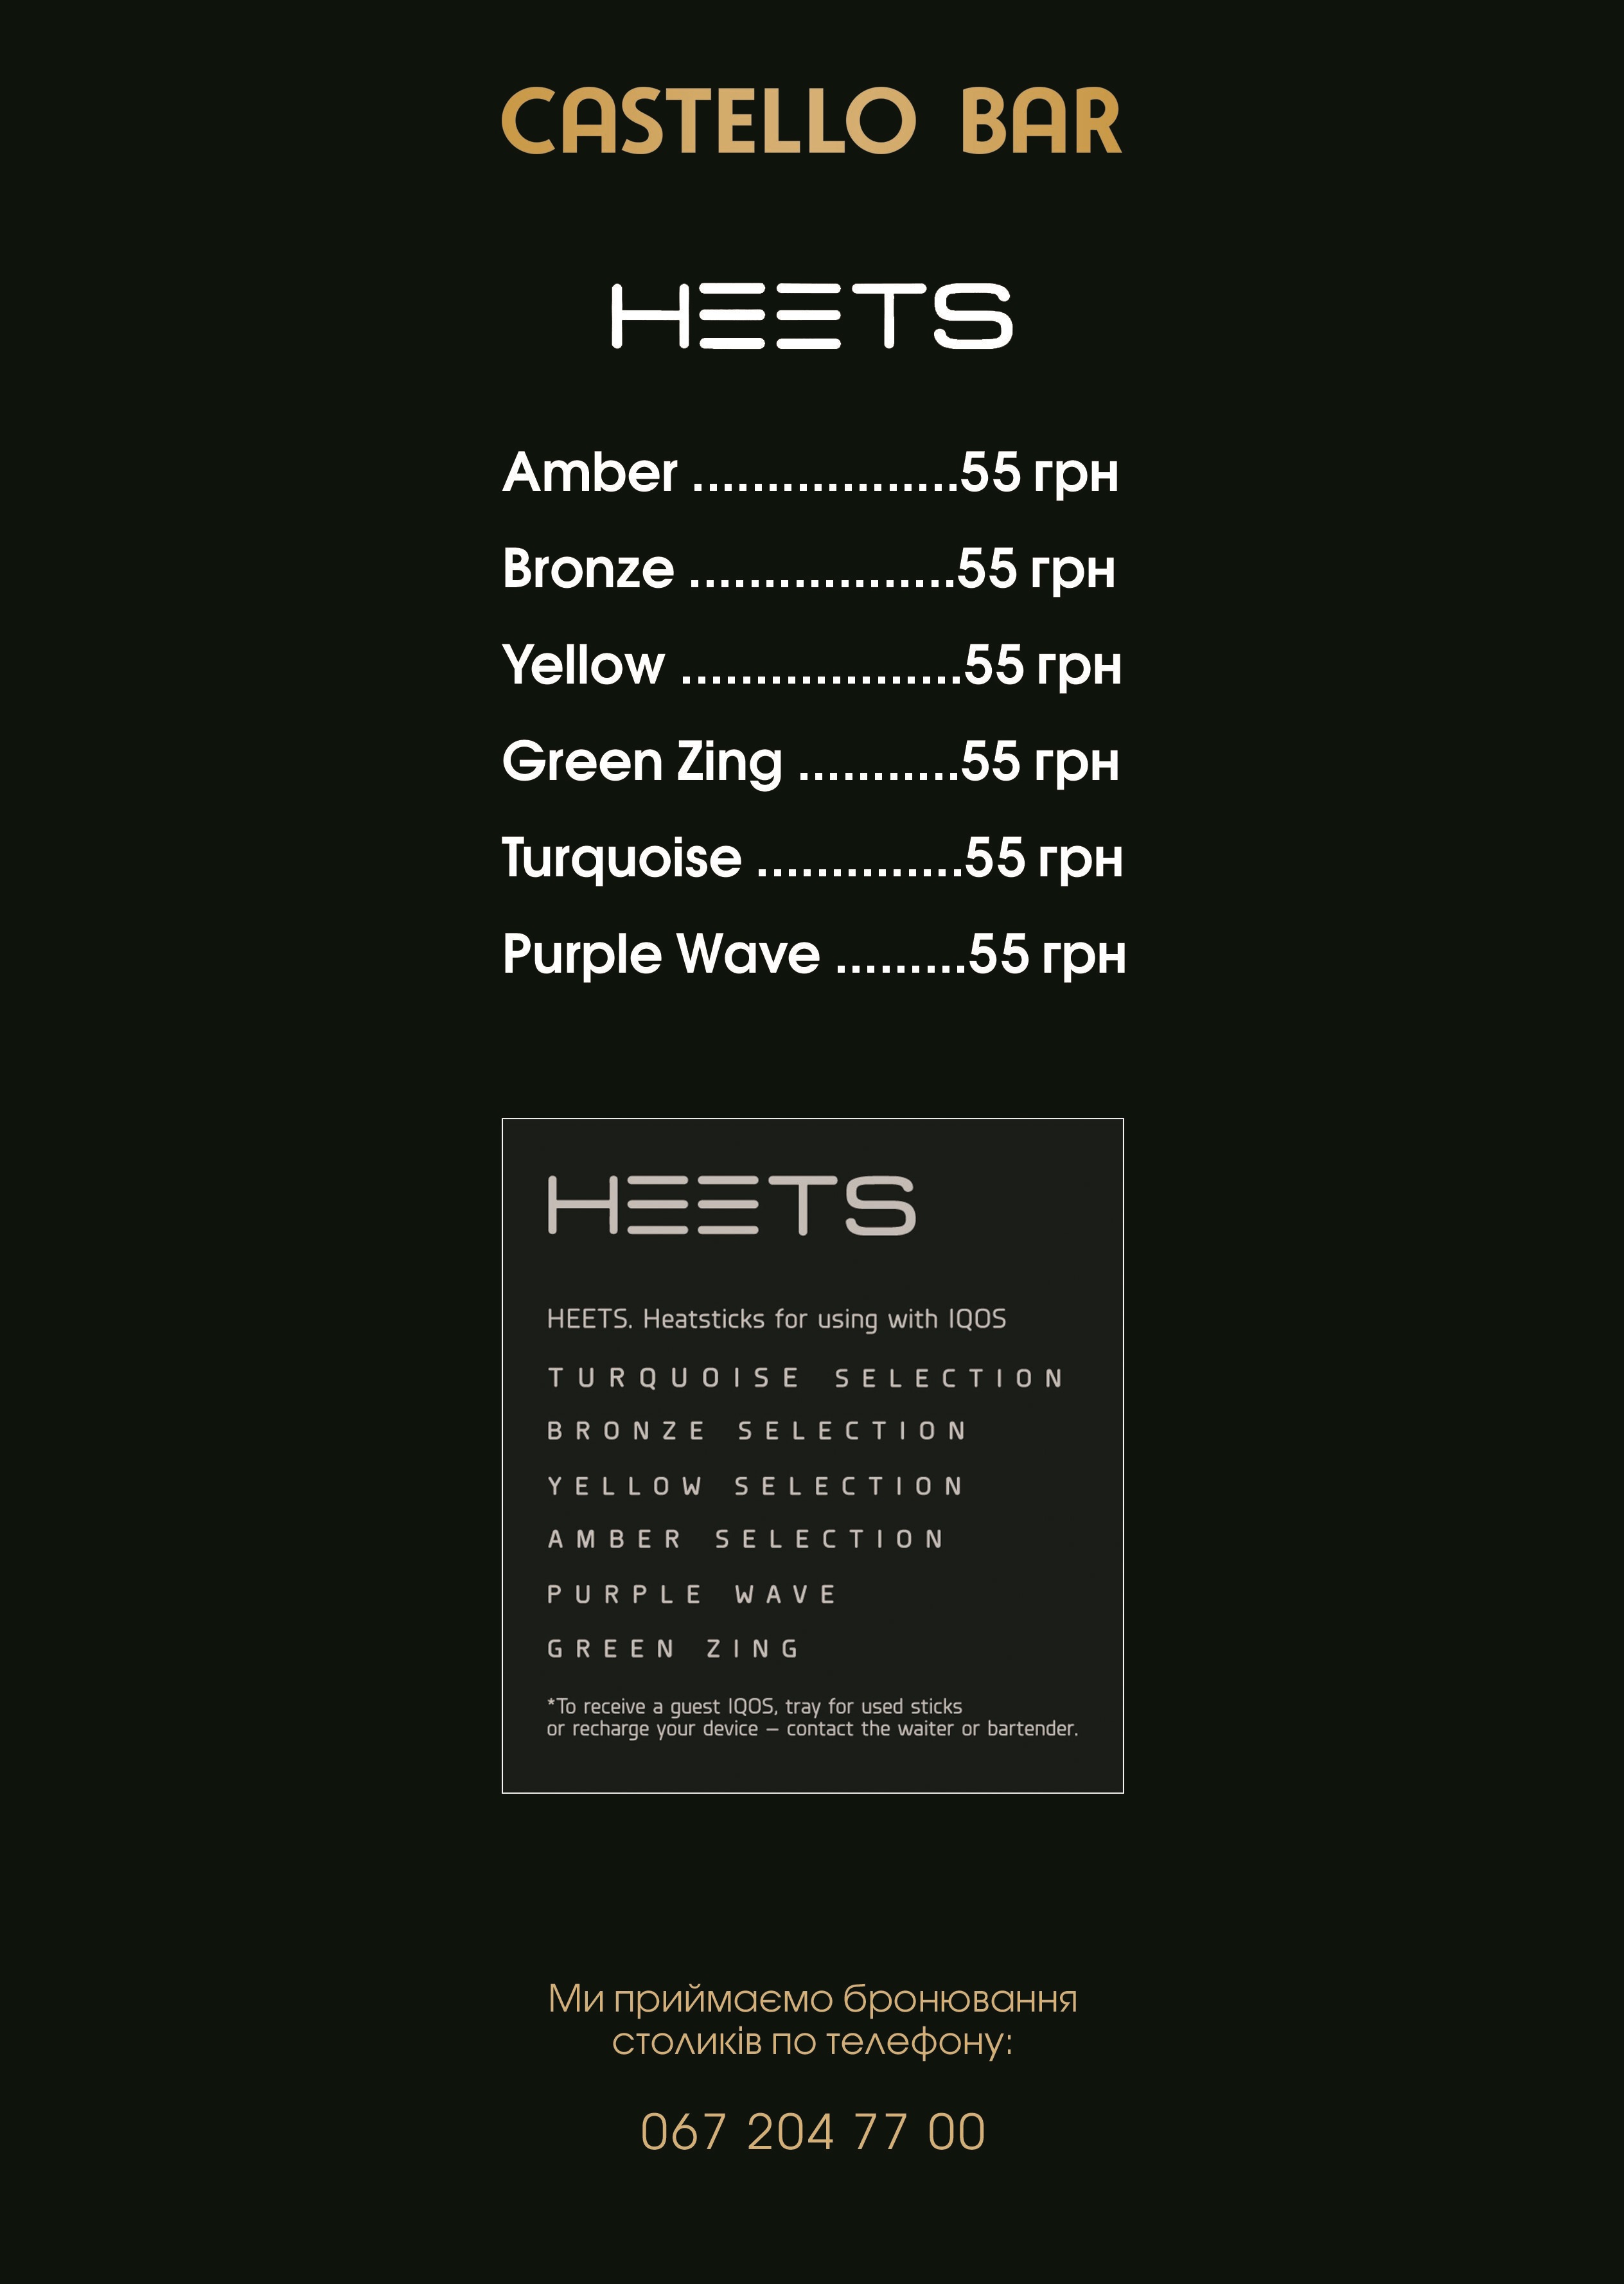 CASTELLO BAR
HEETS
Amber ..................55 грн
Bronze ..................55 грн
Yellow ...................55 грн
Green Zing ...........55 грн
Turquoise ..............55 грн
Purple Wave .........55 грн
HEETS
HEETS. Heatsticks for using with IQOS
TURQUOISE SELECTION
BRONZE SELECTION
YELLOW SELECTION
AMBER SELECTION
PURPLE WAVE
GREEN ZING
*To receive a guest IQOS, tray for used sticks
or recharge your device – contact the waiter or bartender.
Ми приймаємо бронювання
столиків по телефону:
067 204 77 00